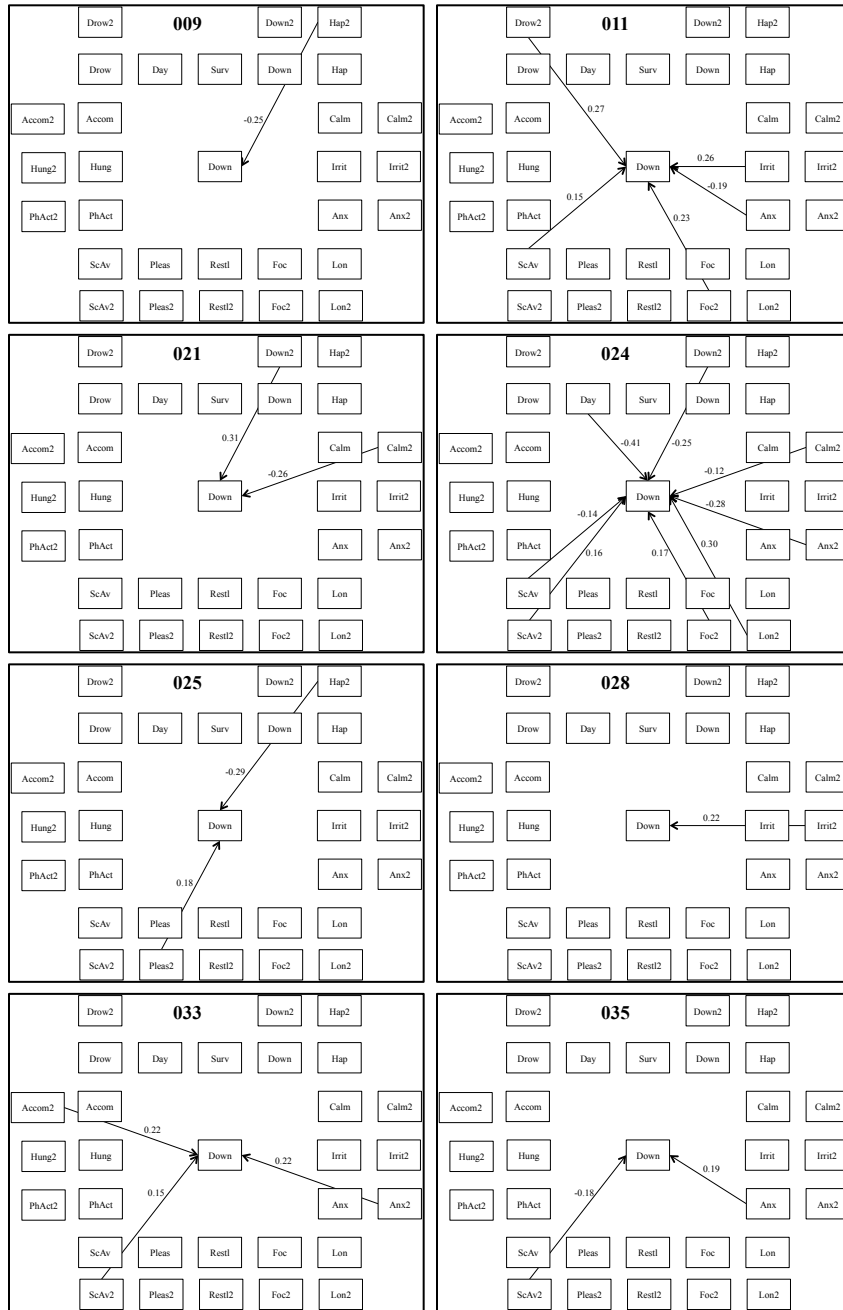 009
Drow2 Down2 Hap2
Drow Day Surv Down Hap
-0.25
Accom2 Accom Calm Calm2
Hung2 Hung Down Irrit Irrit2
PhAct2 PhAct Anx Anx2
ScAv Pleas Restl Foc Lon
ScAv2 Pleas2 Restl2 Foc2 Lon2
011
Drow2 Down2 Hap2
Drow Day Surv Down Hap
0.27
Accom2 Accom Calm Calm2
0.26
Hung2 Hung Down Irrit Irrit2
0.15 -0.19
PhAct2 PhAct Anx Anx2
0.23
ScAv Pleas Restl Foc Lon
ScAv2 Pleas2 Restl2 Foc2 Lon2
021
Drow2 Down2 Hap2
Drow Day Surv Down Hap
0.31
Accom2 Accom Calm Calm2
-0.26
Hung2 Hung Down Irrit Irrit2
PhAct2 PhAct Anx Anx2
ScAv Pleas Restl Foc Lon
ScAv2 Pleas2 Restl2 Foc2 Lon2
024
Drow2 Down2 Hap2
Drow Day Surv Down Hap
-0.41 -0.25
Accom2 Accom Calm Calm2
-0.12
Hung2 Hung Down Irrit Irrit2
-0.14 -0.28
PhAct2 PhAct Anx Anx2
0.16 0.17 0.30
ScAv Pleas Restl Foc Lon
ScAv2 Pleas2 Restl2 Foc2 Lon2
025
Drow2 Down2 Hap2
Drow Day Surv Down Hap
-0.29
Accom2 Accom Calm Calm2
Hung2 Hung Down Irrit Irrit2
PhAct2 PhAct Anx Anx2
0.18
ScAv Pleas Restl Foc Lon
ScAv2 Pleas2 Restl2 Foc2 Lon2
028
Drow2 Down2 Hap2
Drow Day Surv Down Hap
Accom2 Accom Calm Calm2
0.22
Hung2 Hung Down Irrit Irrit2
PhAct2 PhAct Anx Anx2
ScAv Pleas Restl Foc Lon
ScAv2 Pleas2 Restl2 Foc2 Lon2
033
Drow2 Down2 Hap2
Drow Day Surv Down Hap
Accom2 Accom Calm Calm2
0.22
Hung2 Hung Down Irrit Irrit2
0.22
PhAct2 PhAct Anx Anx2
0.15
ScAv Pleas Restl Foc Lon
ScAv2 Pleas2 Restl2 Foc2 Lon2
035
Drow2 Down2 Hap2
Drow Day Surv Down Hap
Accom2 Accom Calm Calm2
Hung2 Hung Down Irrit Irrit2
0.19
-0.18
PhAct2 PhAct Anx Anx2
ScAv Pleas Restl Foc Lon
ScAv2 Pleas2 Restl2 Foc2 Lon2